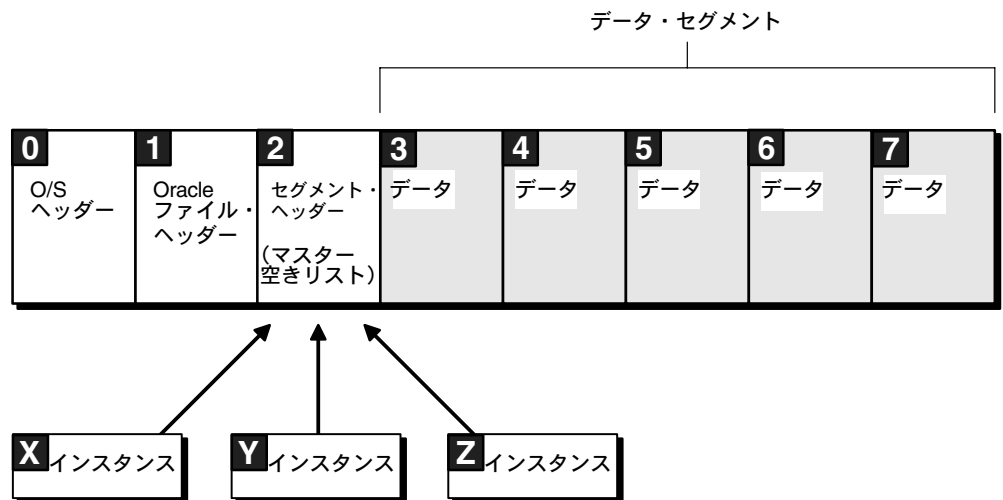 データ・セグメント
0
O/S
ヘッダー
1
Oracle
ファイル・
ヘッダー
2
セグメント・
ヘッダー
(マスター
空きリスト)
3
データ
4
データ
5
データ
6
データ
7
データ
X インスタンス
Y インスタンス
Z インスタンス